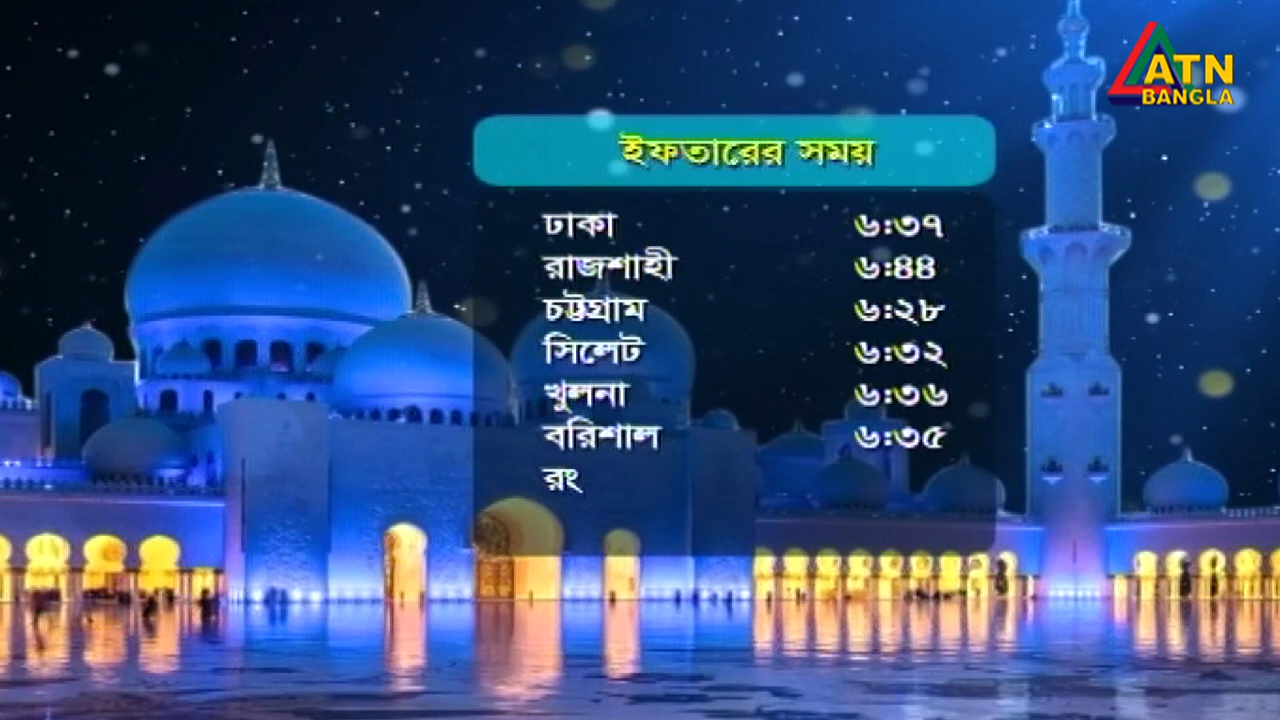 ATN
BANGLA
ইফতারের সময়
ঢাকা ৬:৩৭
রাজশাহী ৬:৪৪
চট্টগ্রাম ৬:২৮
সিলেট ৬:৩২
খুলনা ৬:৩৬
বরিশাল ৬:৩৫
রং